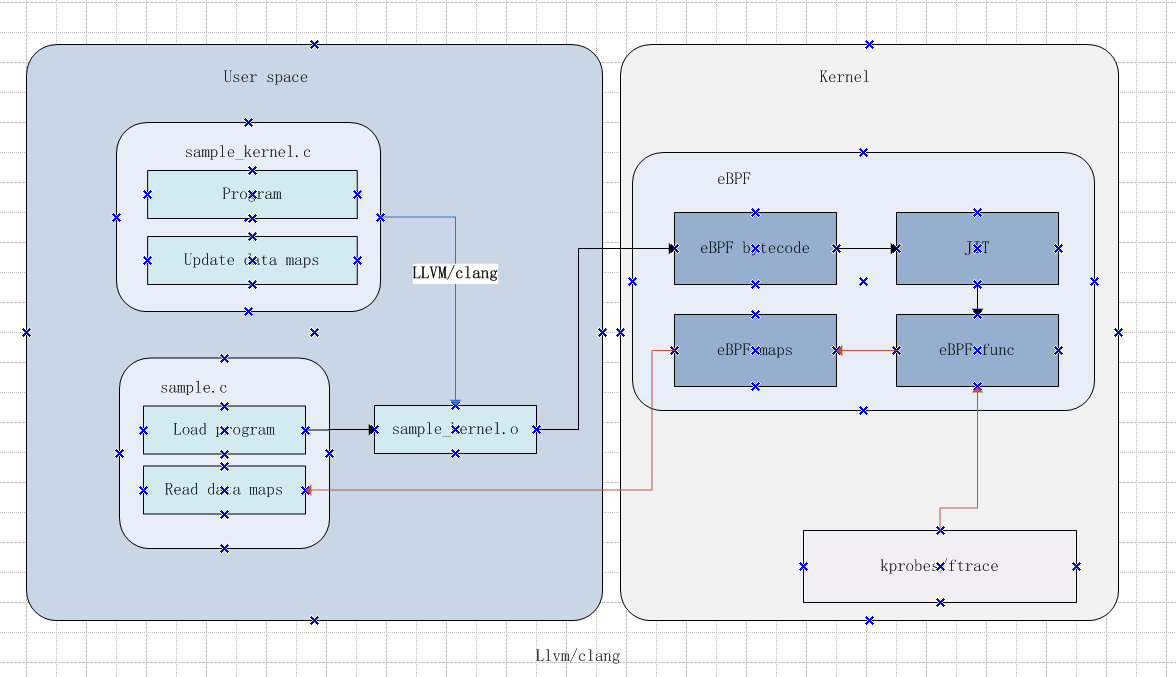 User space
sample_kernel.c
Program
Update data maps
LLVM/clang
sample.c
Load program
Read data maps
sample_kernel.o
Kernel
eBPF
eBPF bytecode
JIT
eBPF maps
eBPF func
kprobes/ftrace
Llvm/clang